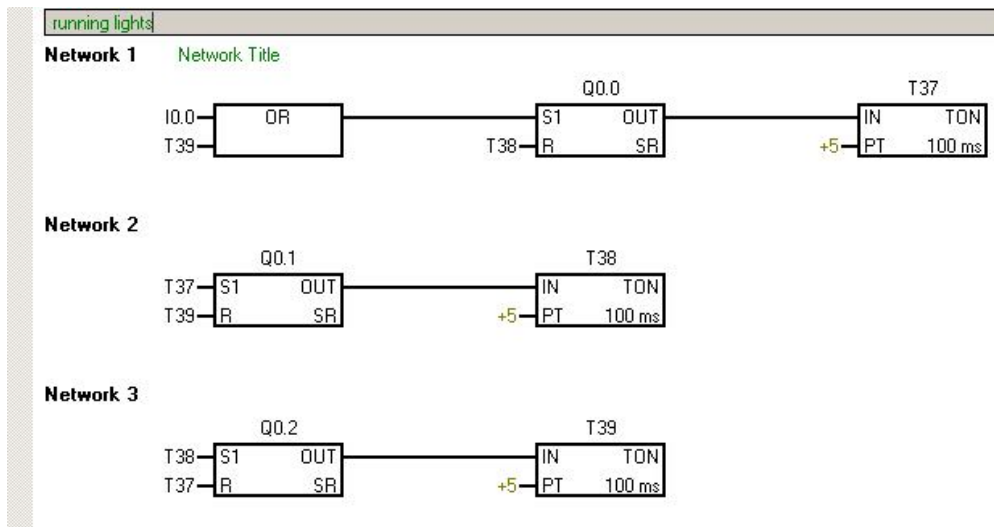 running lights
Network 1 Network Title
Q0.0 T37
I0.0 OR S1 OUT IN TON
T39 T38 R SR +5 PT 100 ms
Network 2
Q0.1 T38
T37 S1 OUT IN TON
T39 R SR +5 PT 100 ms
Network 3
Q0.2 T39
T38 S1 OUT IN TON
T37 R SR +5 PT 100 ms